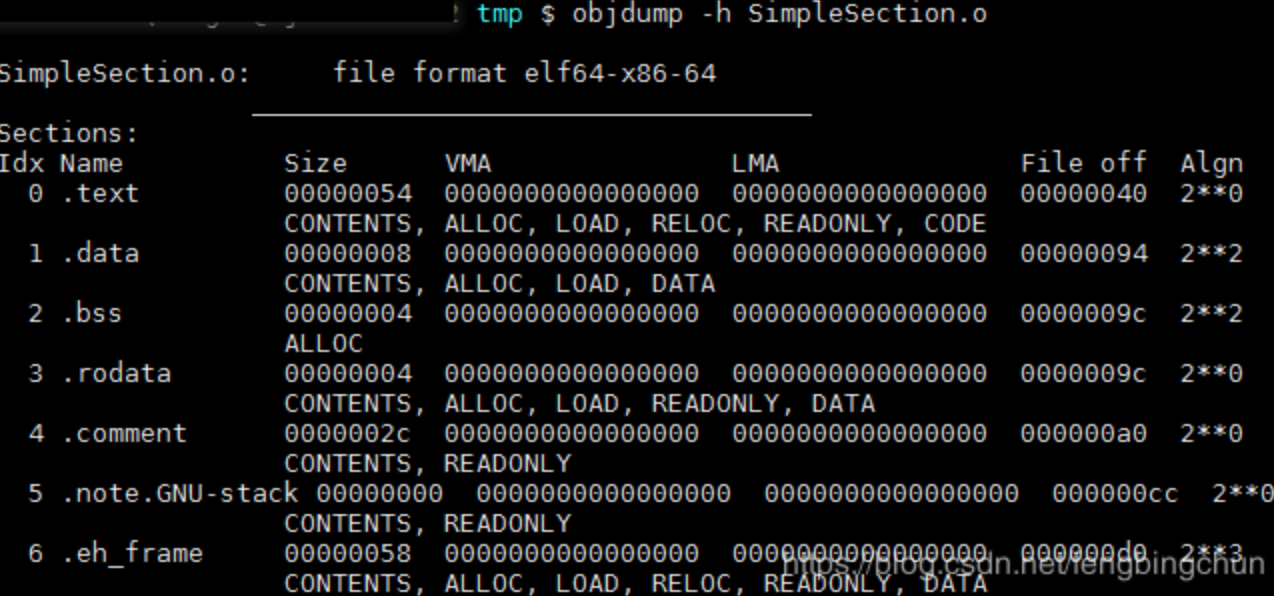 tmp $ objdump -h SimpleSection.o
SimpleSection.o:     file format elf64-x86-64
Sections:
Idx Name          Size      VMA               LMA               File off  Algn
  0 .text         00000054  0000000000000000  0000000000000000  00000040  2**0
                  CONTENTS, ALLOC, LOAD, RELOC, READONLY, CODE
  1 .data         00000008  0000000000000000  0000000000000000  00000094  2**2
                  CONTENTS, ALLOC, LOAD, DATA
  2 .bss          00000004  0000000000000000  0000000000000000  0000009c  2**2
                  ALLOC
  3 .rodata       00000004  0000000000000000  0000000000000000  0000009c  2**0
                  CONTENTS, ALLOC, LOAD, READONLY, DATA
  4 .comment      0000002c  0000000000000000  0000000000000000  000000a0  2**0
                  CONTENTS, READONLY
  5 .note.GNU-stack 00000000  0000000000000000  0000000000000000  000000cc  2**0
                  CONTENTS, READONLY
  6 .eh_frame     00000058  0000000000000000  0000000000000000  000000d0  2**3
                  CONTENTS, ALLOC, LOAD, RELOC, READONLY, DATA
https://blog.csdn.net/fengbingchun